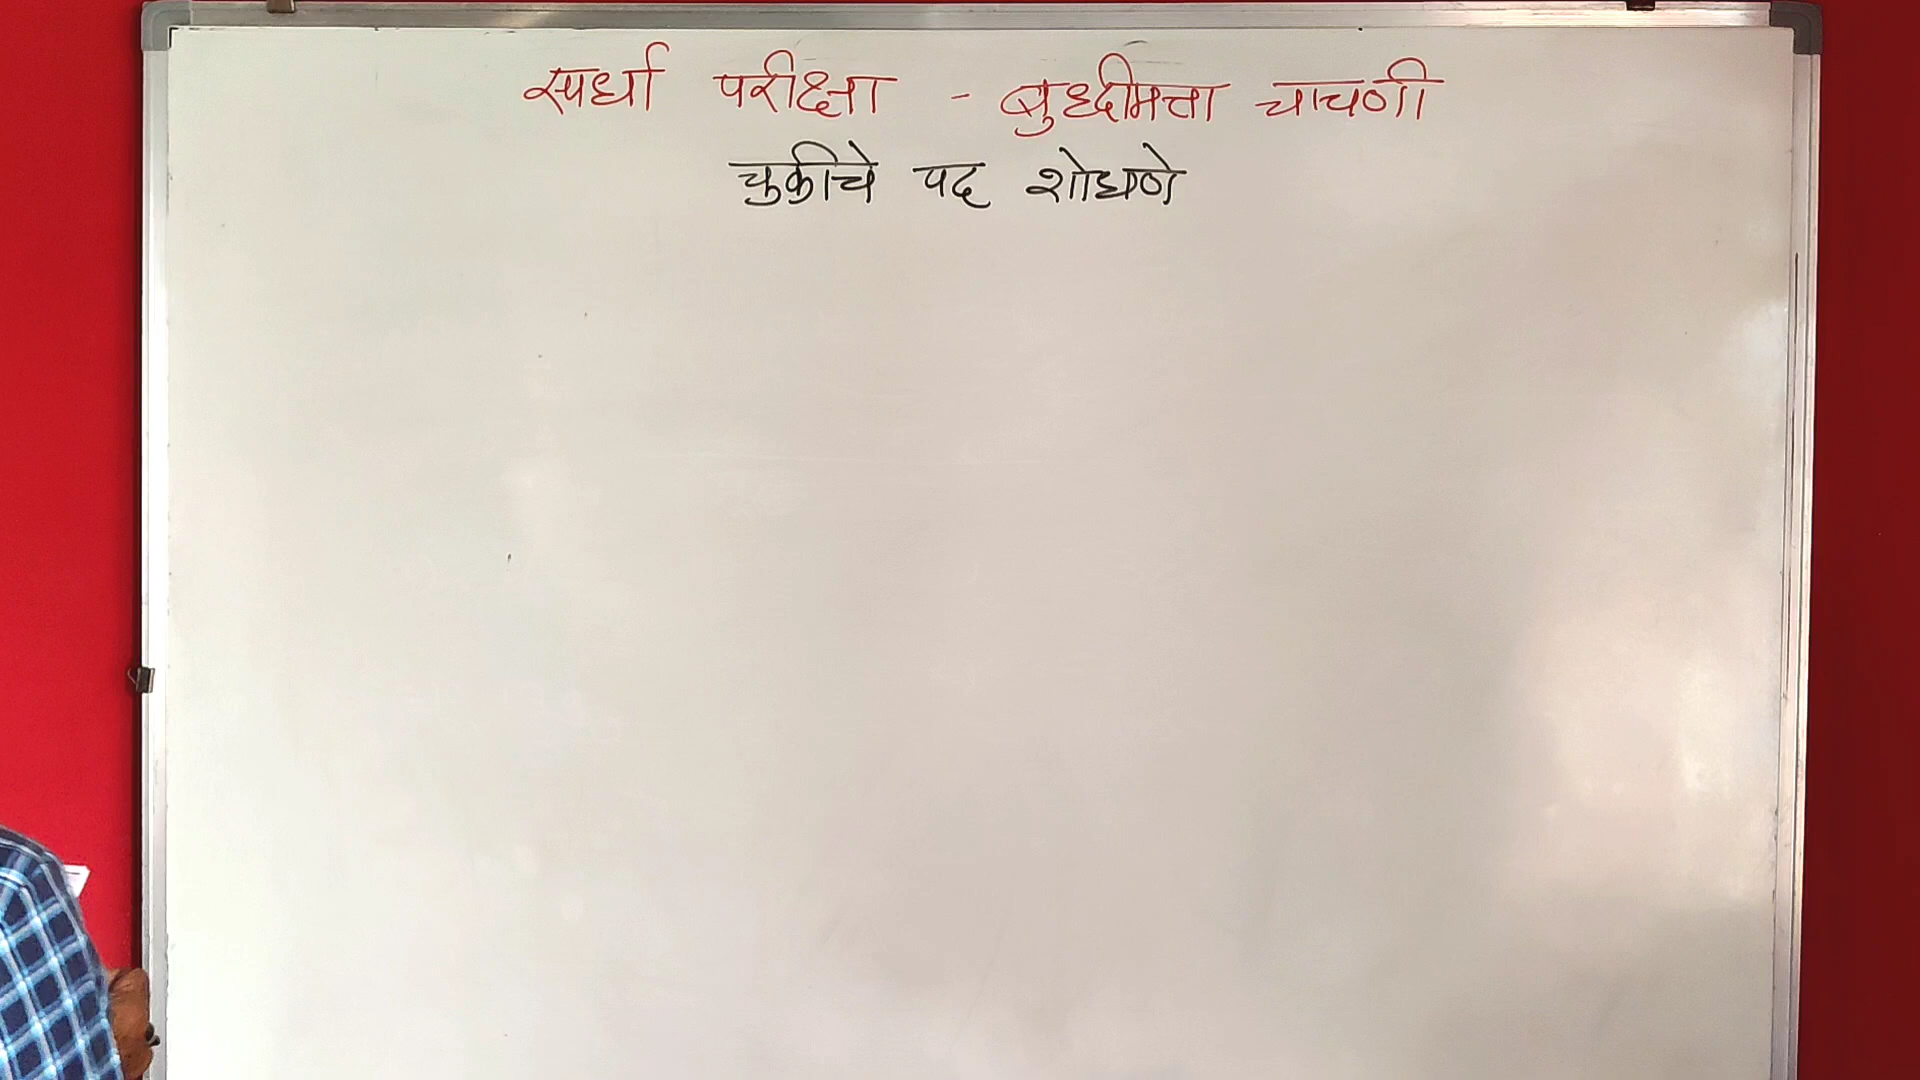 स्पर्धा परीक्षा - बुध्दीमत्ता चाचणी
चुकीचे पद शोधणे